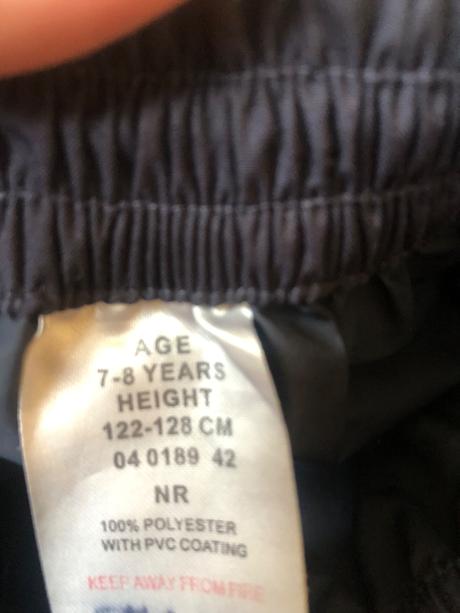 AGE
7-8 YEARS
HEIGHT
122-128 CM
04 0189 42
NR
100% POLYESTER
WITH PVC COATING
KEEP AWAY FROM FIRE